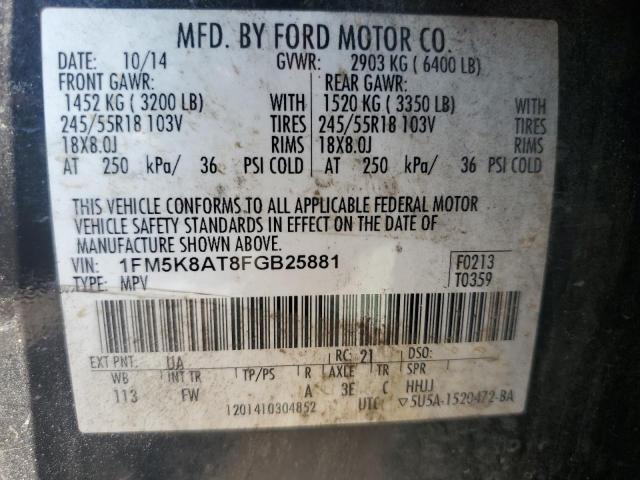 MFD. BY FORD MOTOR CO.
DATE: 10/14 GVWR: 2903 KG ( 6400 LB)
FRONT GAWR: REAR GAWR:
1452 KG ( 3200 LB) WITH 1520 KG ( 3350 LB) WITH
245/55R18 103V TIRES 245/55R18 103V TIRES
18X8.0J RIMS 18X8.0J RIMS
AT 250 kPa/ 36 PSI COLD AT 250 kPa/ 36 PSI COLD
THIS VEHICLE CONFORMS TO ALL APPLICABLE FEDERAL MOTOR
VEHICLE SAFETY STANDARDS IN EFFECT ON THE DATE OF
MANUFACTURE SHOWN ABOVE.
VIN: 1FM5K8AT8FGB25881 F0213
TYPE: MPV T0359
EXT PNT: UA RC: 21 DSO:
WB INT TR TP/PS R AXLE TR SPR
113 FW A 3E C HHJJ
1201410304852 UTC ▽5U5A-1520472-BA